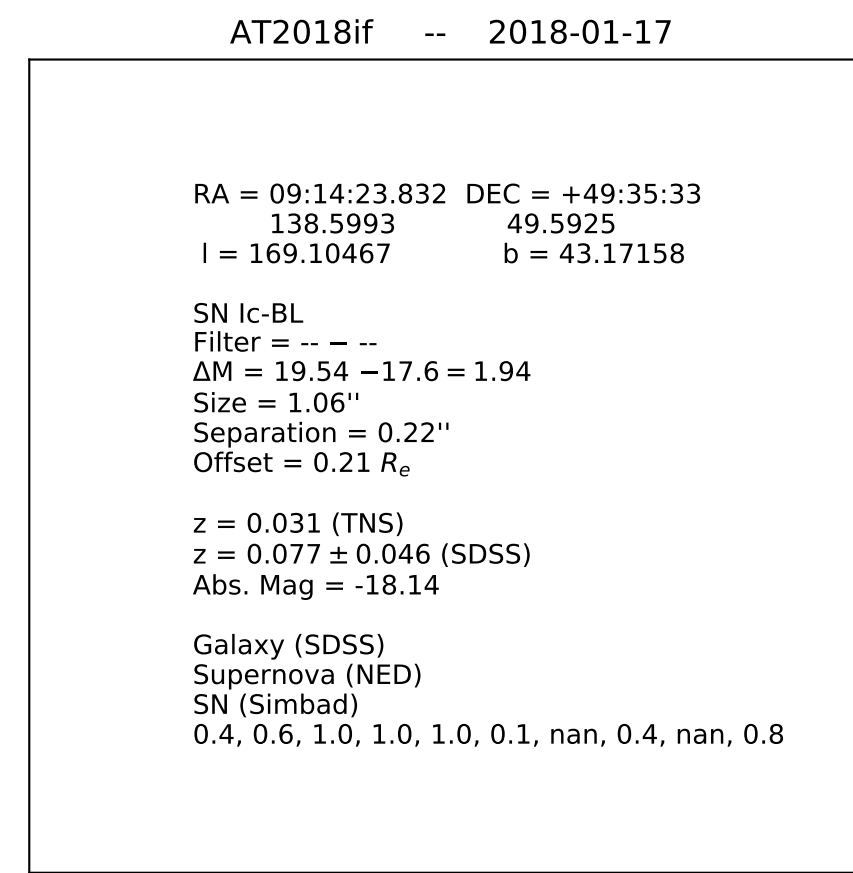 AT2018if -- 2018-01-17
RA = 09:14:23.832 DEC = +49:35:33
138.5993 49.5925
l = 169.10467 b = 43.17158
SN Ic-BL
Filter = -- − --
ΔM = 19.54 −17.6 = 1.94
Size = 1.06''
Separation = 0.22''
Offset = 0.21 Rₑ
z = 0.031 (TNS)
z = 0.077 ± 0.046 (SDSS)
Abs. Mag = -18.14
Galaxy (SDSS)
Supernova (NED)
SN (Simbad)
0.4, 0.6, 1.0, 1.0, 1.0, 0.1, nan, 0.4, nan, 0.8